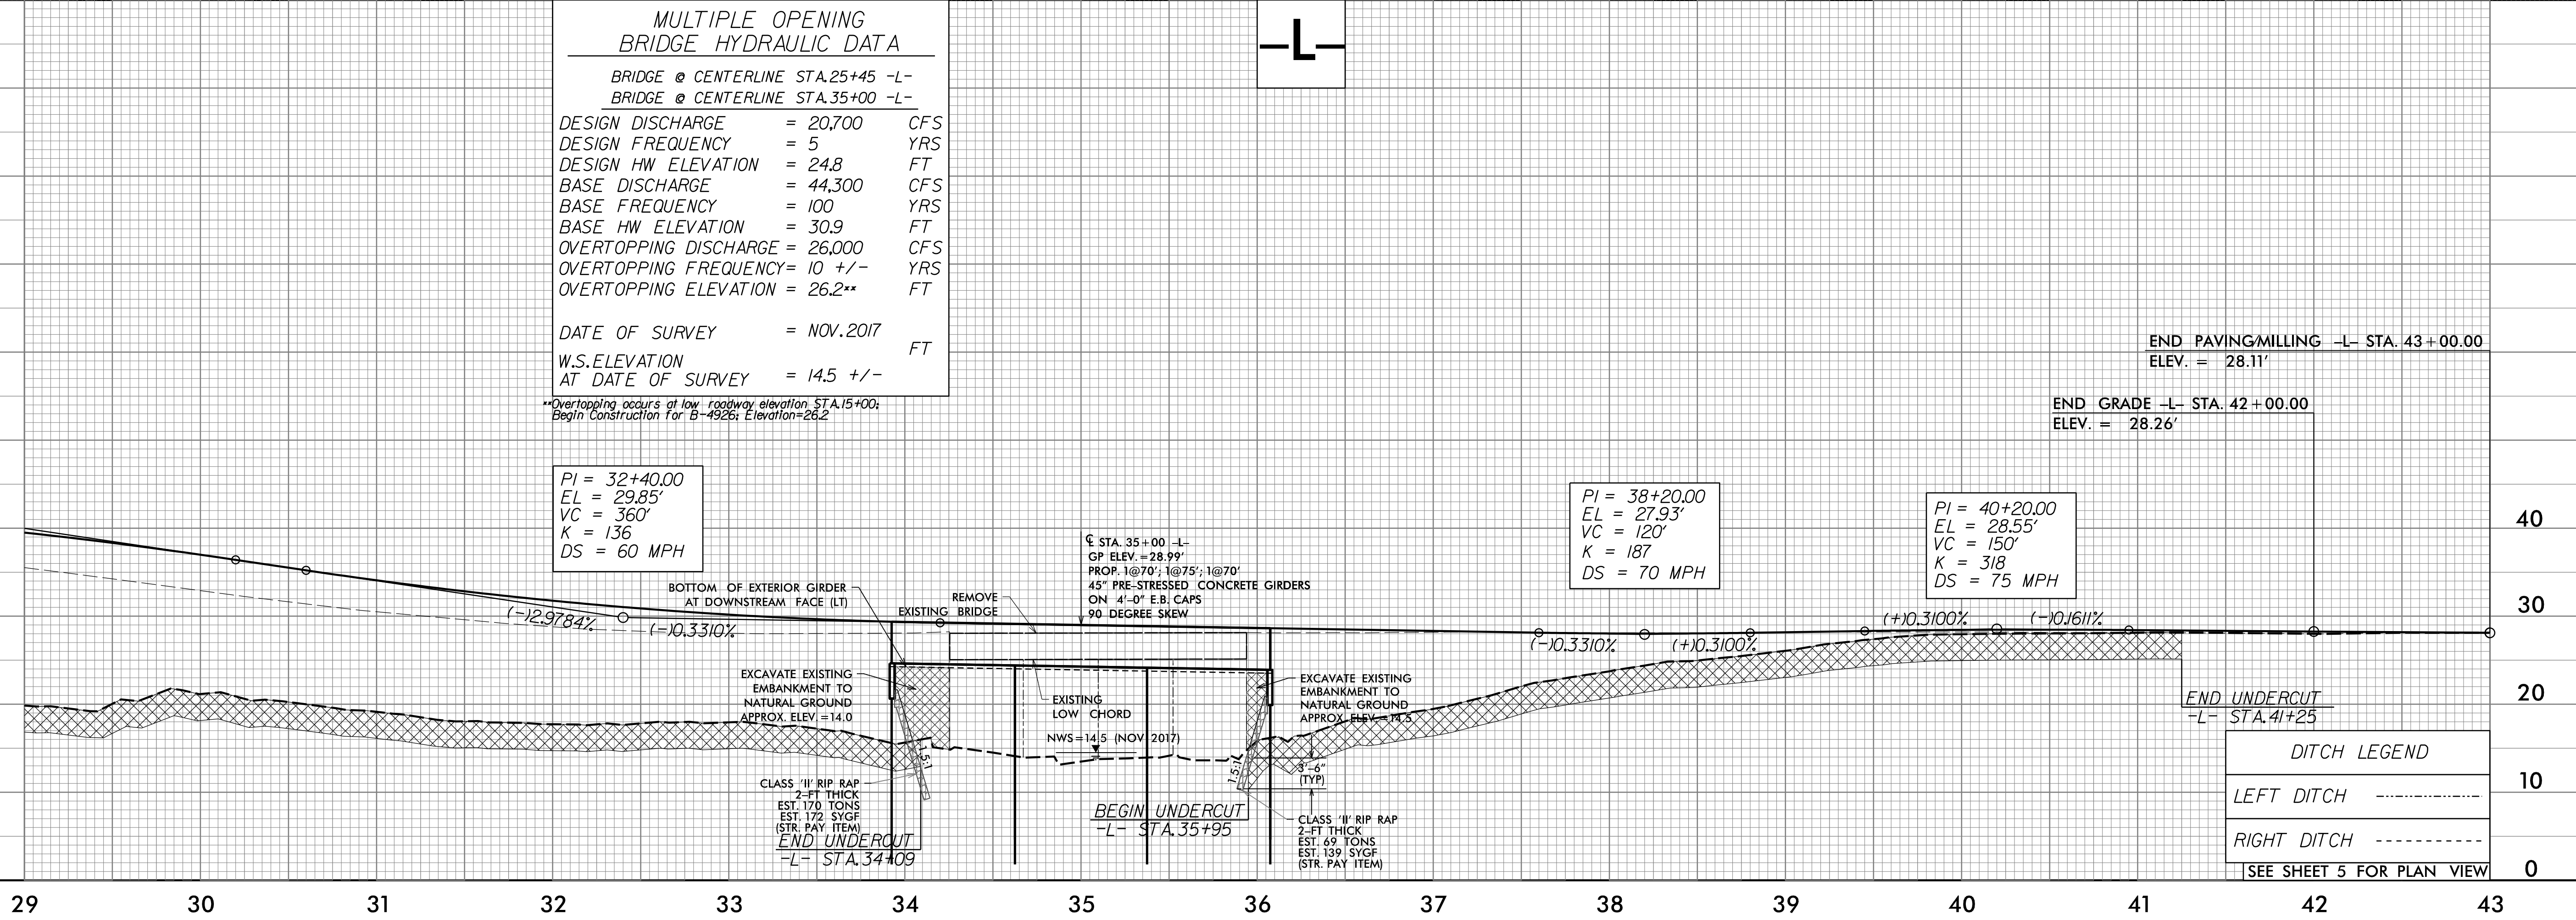 MULTIPLE OPENING
BRIDGE HYDRAULIC DATA
BRIDGE @ CENTERLINE STA.25+45 -L-
BRIDGE @ CENTERLINE STA.35+00 -L-
DESIGN DISCHARGE = 20,700 CFS
DESIGN FREQUENCY = 5 YRS
DESIGN HW ELEVATION = 24.8 FT
BASE DISCHARGE = 44,300 CFS
BASE FREQUENCY = 100 YRS
BASE HW ELEVATION = 30.9 FT
OVERTOPPING DISCHARGE = 26,000 CFS
OVERTOPPING FREQUENCY= 10 +/- YRS
OVERTOPPING ELEVATION = 26.2** FT
DATE OF SURVEY = NOV.2017
FT
W.S.ELEVATION
AT DATE OF SURVEY = 14.5 +/-
**Overtopping occurs at low roadway elevation STA.15+00;
Begin Construction for B-4926; Elevation=26.2
-L-
END PAVING/MILLING -L- STA. 43+00.00
ELEV. = 28.11'
END GRADE -L- STA. 42+00.00
ELEV. = 28.26'
PI = 32+40.00
EL = 29.85'
VC = 360'
K = 136
DS = 60 MPH
PI = 38+20.00
EL = 27.93'
VC = 120'
K = 187
DS = 70 MPH
PI = 40+20.00
EL = 28.55'
VC = 150'
K = 318
DS = 75 MPH
℄ STA. 35+00 -L-
GP ELEV.=28.99'
PROP. 1@70'; 1@75'; 1@70'
45" PRE-STRESSED CONCRETE GIRDERS
ON 4'-0" E.B. CAPS
90 DEGREE SKEW
BOTTOM OF EXTERIOR GIRDER
AT DOWNSTREAM FACE (LT)
REMOVE
EXISTING BRIDGE
(-)2.9784%
(-)0.3310%
(-)0.3310%
(+)0.3100%
(+)0.3100%
(-)0.1611%
EXCAVATE EXISTING
EMBANKMENT TO
NATURAL GROUND
APPROX. ELEV.=14.0
EXISTING
LOW CHORD
NWS=14.5 (NOV 2017)
EXCAVATE EXISTING
EMBANKMENT TO
NATURAL GROUND
APPROX. ELEV.=14.5
1.5:1
1.5:1
3'-6"
(TYP)
CLASS 'II' RIP RAP
2-FT THICK
EST. 170 TONS
EST. 172 SYGF
(STR. PAY ITEM)
END UNDERCUT
-L- STA.34+09
BEGIN UNDERCUT
-L- STA.35+95
CLASS 'II' RIP RAP
2-FT THICK
EST. 69 TONS
EST. 139 SYGF
(STR. PAY ITEM)
END UNDERCUT
-L- STA.41+25
DITCH LEGEND
LEFT DITCH
RIGHT DITCH
SEE SHEET 5 FOR PLAN VIEW
40
30
20
10
0
29 30 31 32 33 34 35 36 37 38 39 40 41 42 43